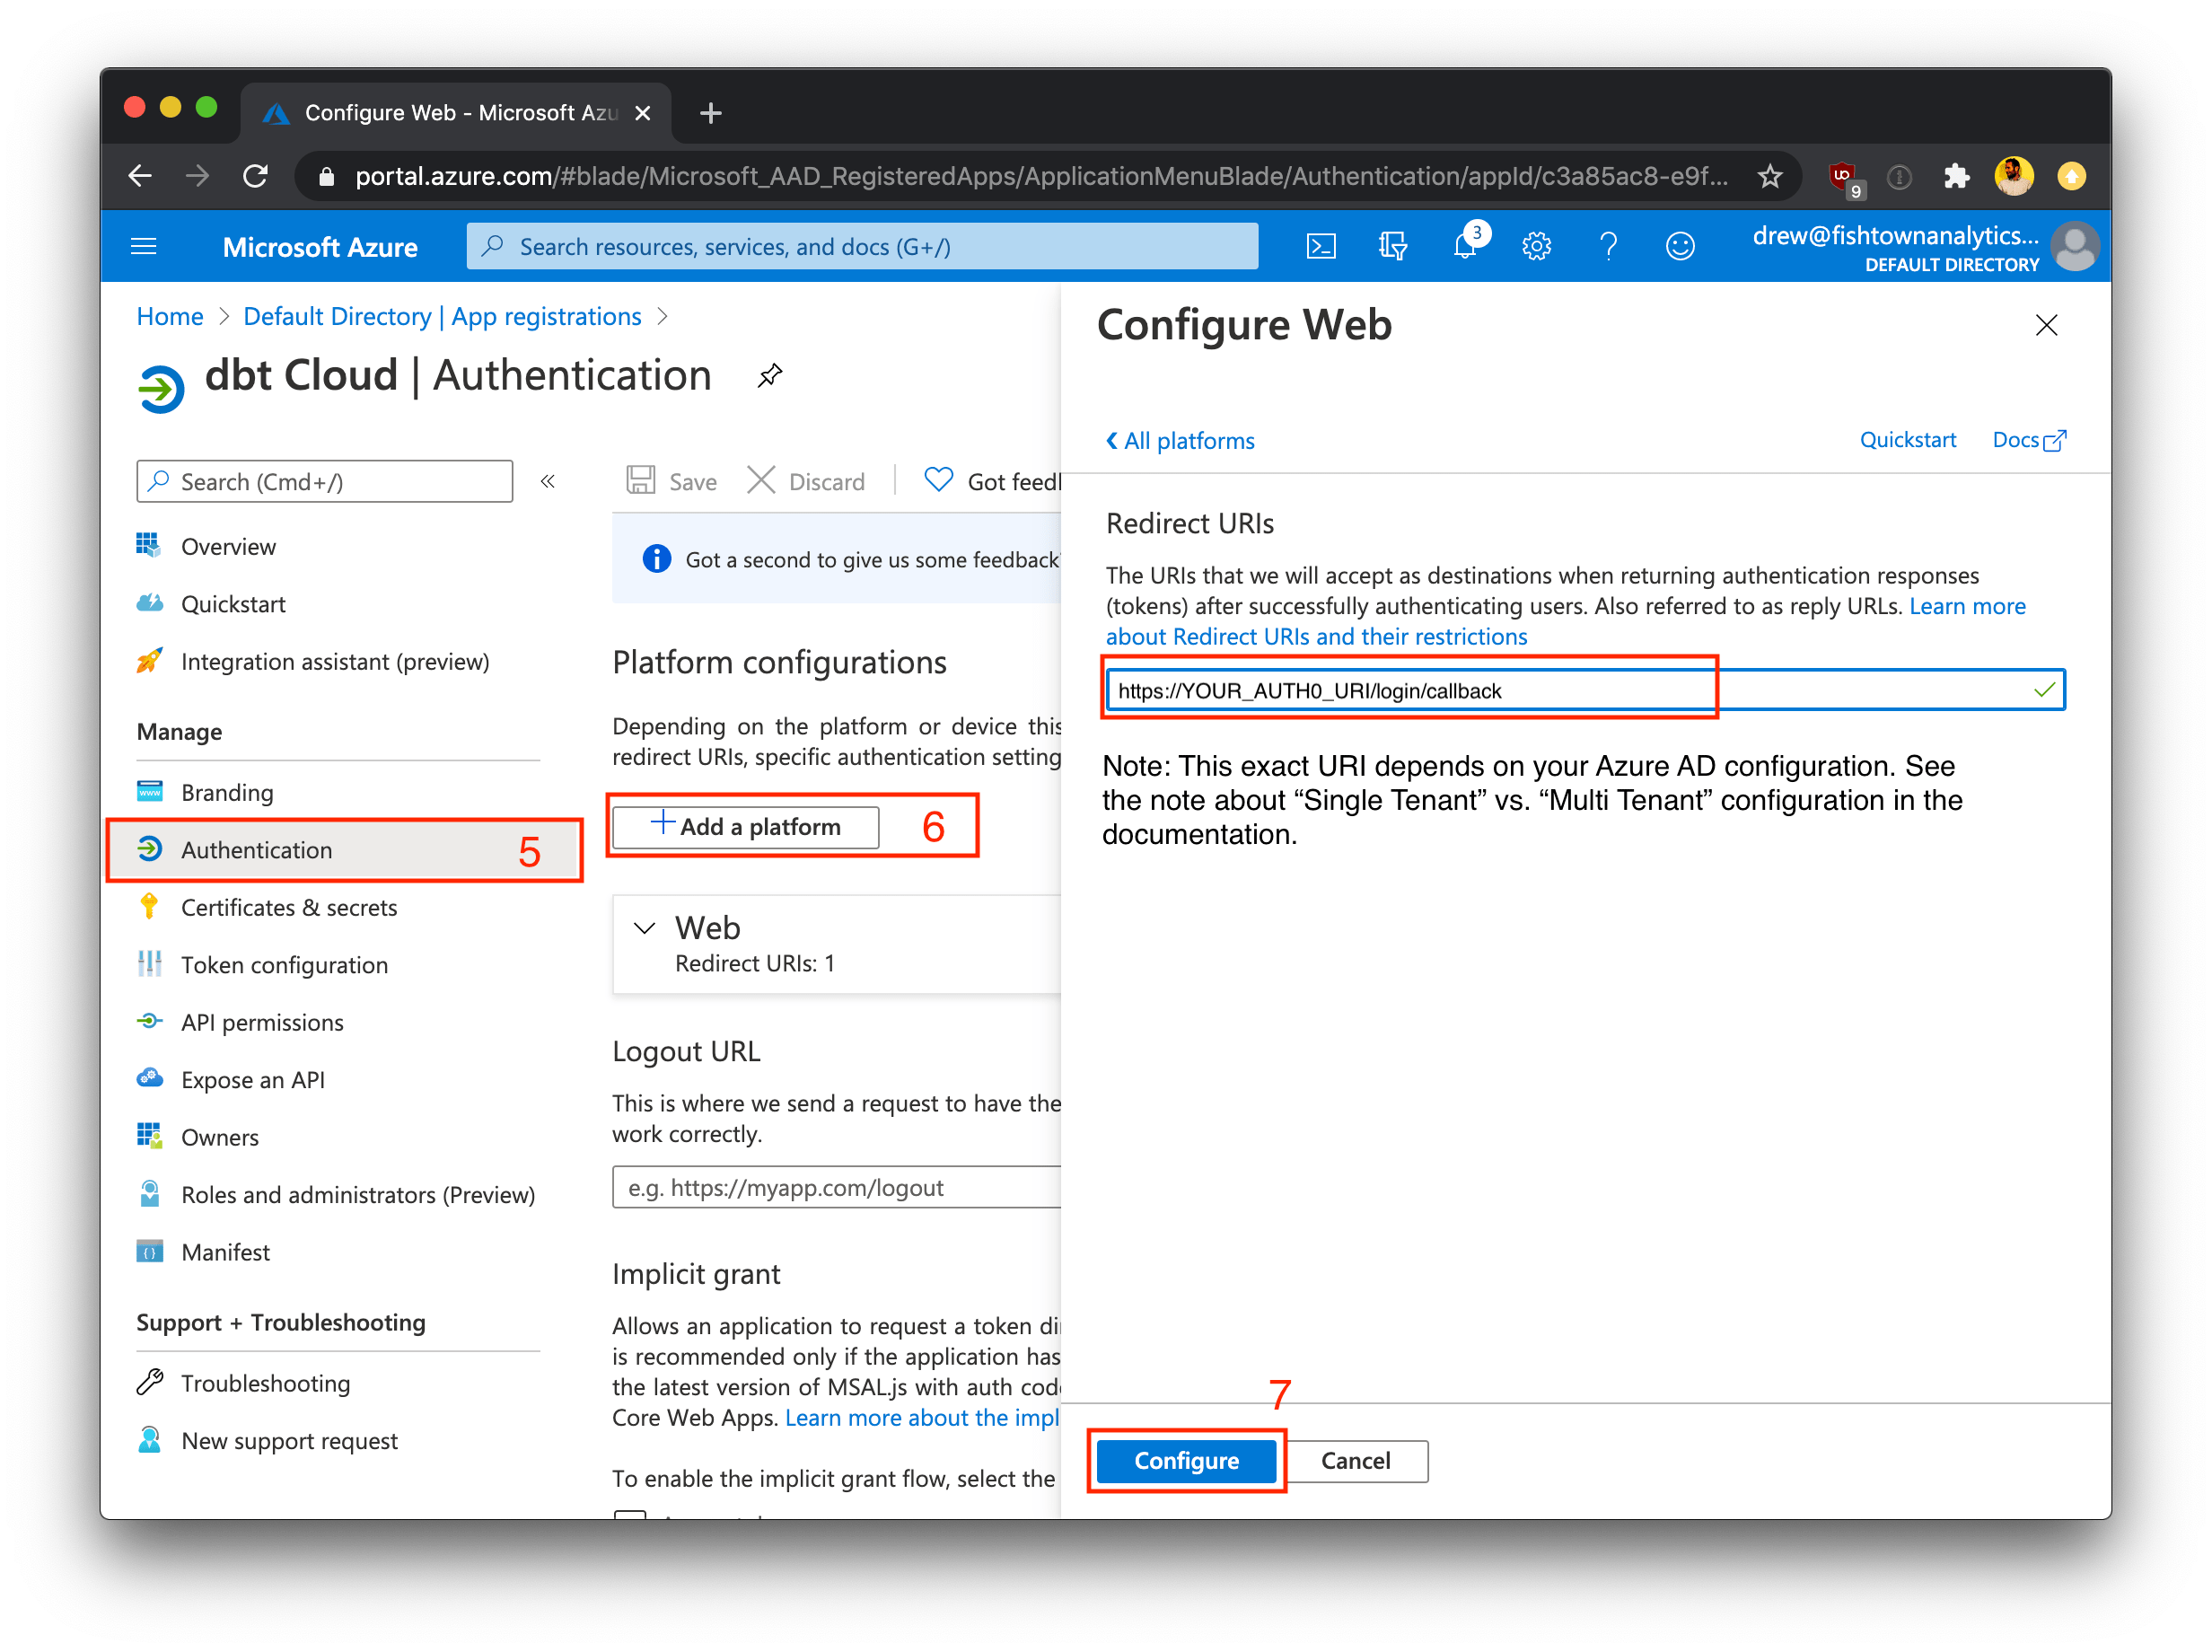 Configure Web - Microsoft Azu
portal.azure.com/#blade/Microsoft_AAD_RegisteredApps/ApplicationMenuBlade/Authentication/appId/c3a85ac8-e9f...
9
Microsoft Azure
Search resources, services, and docs (G+/)
3
drew@fishtownanalytics...
DEFAULT DIRECTORY
Home > Default Directory | App registrations >
dbt Cloud | Authentication
Search (Cmd+/)
«
Overview
Quickstart
Integration assistant (preview)
Manage
Branding
Authentication
5
Certificates & secrets
Token configuration
API permissions
Expose an API
Owners
Roles and administrators (Preview)
Manifest
Support + Troubleshooting
Troubleshooting
New support request
Save
Discard
Got feed
Got a second to give us some feedback
Platform configurations
Depending on the platform or device this
redirect URIs, specific authentication setting
+ Add a platform
6
Web
Redirect URIs: 1
Logout URL
This is where we send a request to have the
work correctly.
e.g. https://myapp.com/logout
Implicit grant
Allows an application to request a token di
is recommended only if the application has
the latest version of MSAL.js with auth cod
Core Web Apps. Learn more about the impl
To enable the implicit grant flow, select the
Configure Web
All platforms
Quickstart
Docs
Redirect URIs
The URIs that we will accept as destinations when returning authentication responses
(tokens) after successfully authenticating users. Also referred to as reply URLs. Learn more
about Redirect URIs and their restrictions
https://YOUR_AUTH0_URI/login/callback
Note: This exact URI depends on your Azure AD configuration. See
the note about “Single Tenant” vs. “Multi Tenant” configuration in the
documentation.
7
Configure
Cancel